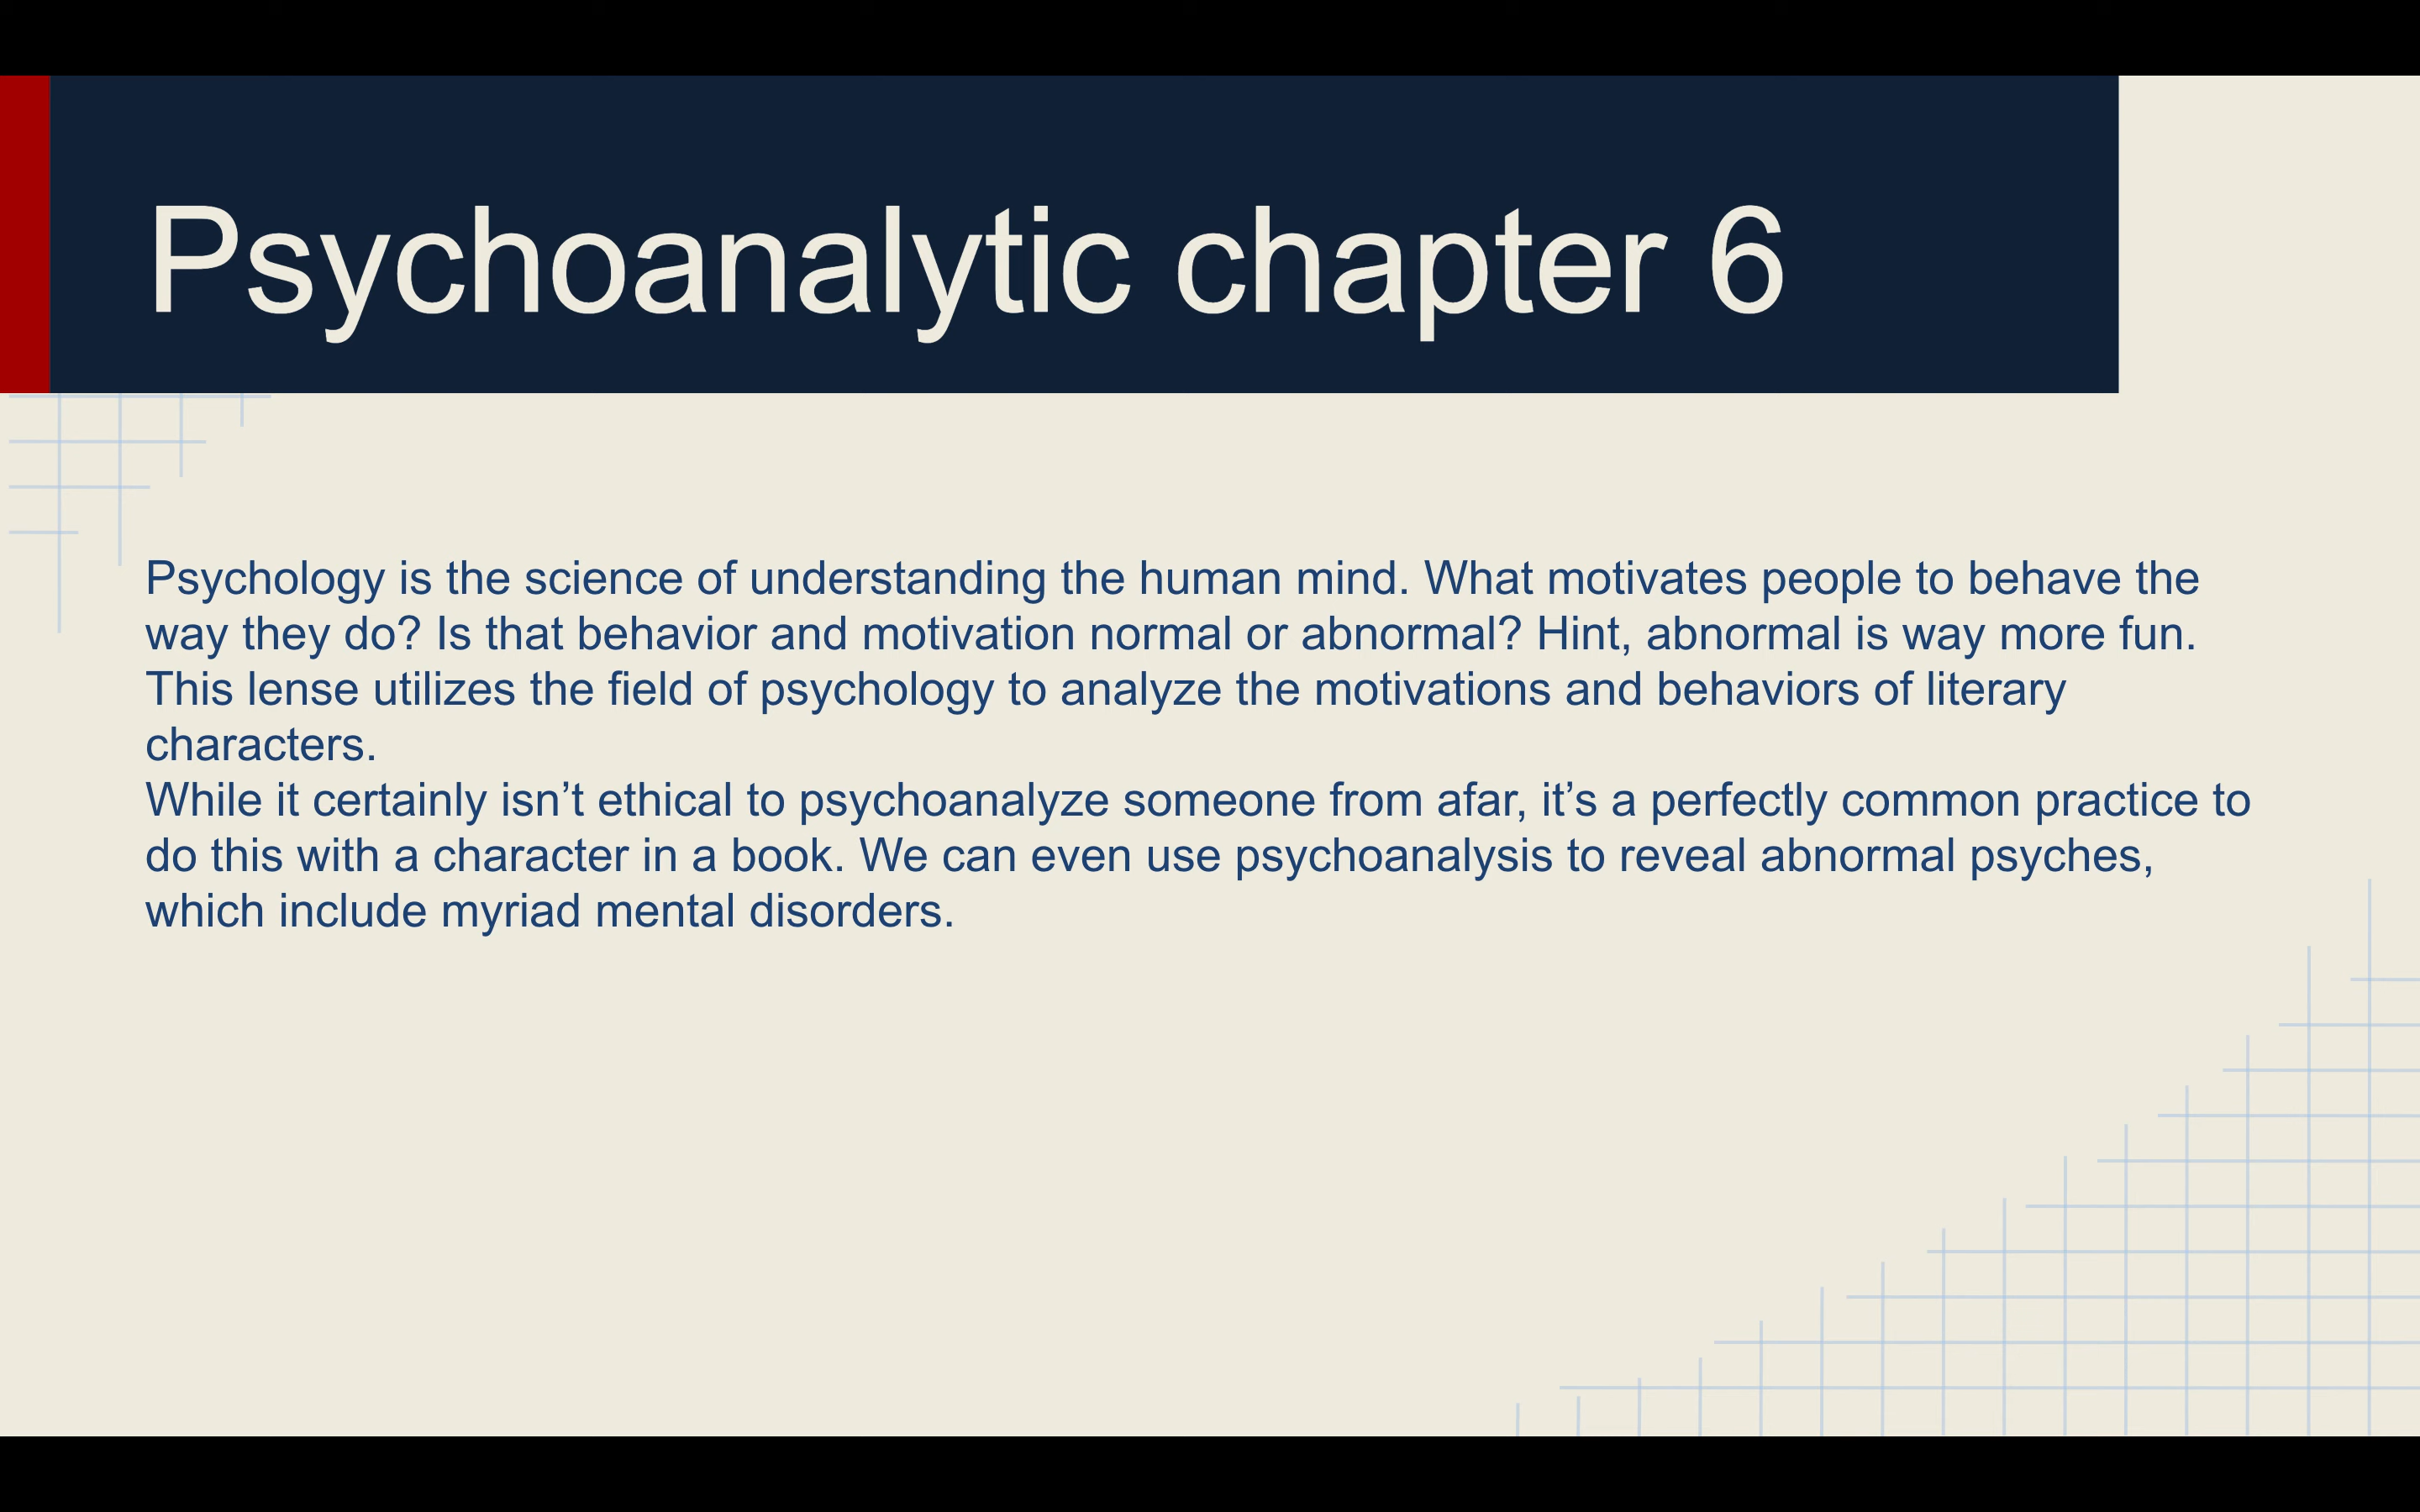 Psychoanalytic chapter 6
Psychology is the science of understanding the human mind. What motivates people to behave the
way they do? Is that behavior and motivation normal or abnormal? Hint, abnormal is way more fun.
This lense utilizes the field of psychology to analyze the motivations and behaviors of literary
characters.
While it certainly isn’t ethical to psychoanalyze someone from afar, it’s a perfectly common practice to
do this with a character in a book. We can even use psychoanalysis to reveal abnormal psyches,
which include myriad mental disorders.